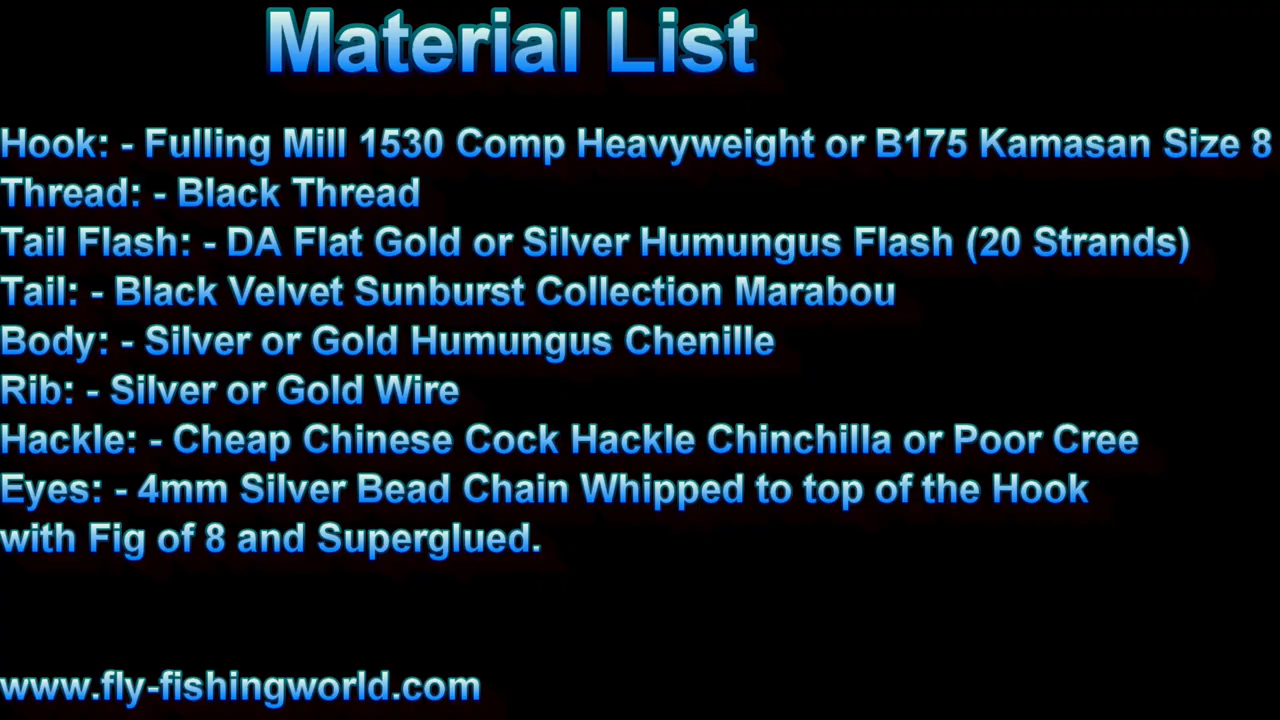 Material List
Hook: - Fulling Mill 1530 Comp Heavyweight or B175 Kamasan Size 8
Thread: - Black Thread
Tail Flash: - DA Flat Gold or Silver Humungus Flash (20 Strands)
Tail: - Black Velvet Sunburst Collection Marabou
Body: - Silver or Gold Humungus Chenille
Rib: - Silver or Gold Wire
Hackle: - Cheap Chinese Cock Hackle Chinchilla or Poor Cree
Eyes: - 4mm Silver Bead Chain Whipped to top of the Hook
with Fig of 8 and Superglued.
www.fly-fishingworld.com